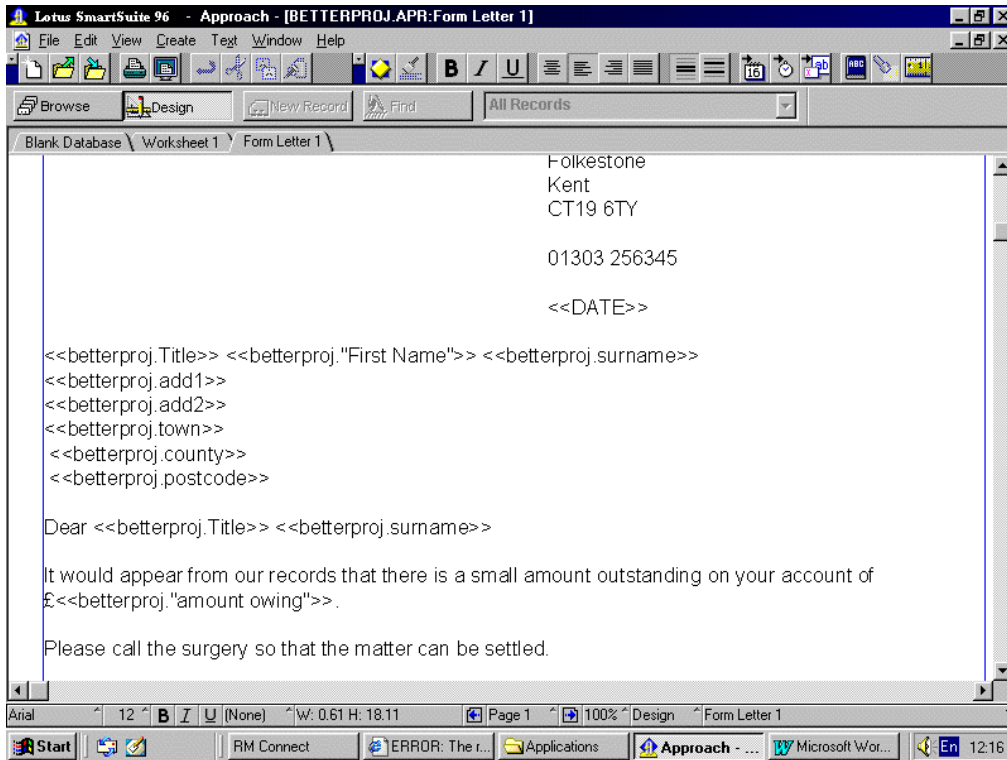 Lotus SmartSuite 96 - Approach - [BETTERPROJ.APR:Form Letter 1]
File Edit View Create Text Window Help
B I U 16 ABC
Browse Design New Record Find All Records
Blank Database \ Worksheet 1 \ Form Letter 1 \
Folkestone
Kent
CT19 6TY
01303 256345
<<DATE>>
<<betterproj.Title>> <<betterproj."First Name">> <<betterproj.surname>>
<<betterproj.add1>>
<<betterproj.add2>>
<<betterproj.town>>
<<betterproj.county>>
<<betterproj.postcode>>
Dear <<betterproj.Title>> <<betterproj.surname>>
It would appear from our records that there is a small amount outstanding on your account of
£<<betterproj."amount owing">>.
Please call the surgery so that the matter can be settled.
Arial 12 B I U (None) W: 0.61 H: 18.11 Page 1 100% Design Form Letter 1
Start RM Connect ERROR: The r... Applications Approach - ... Microsoft Wor... En 12:16